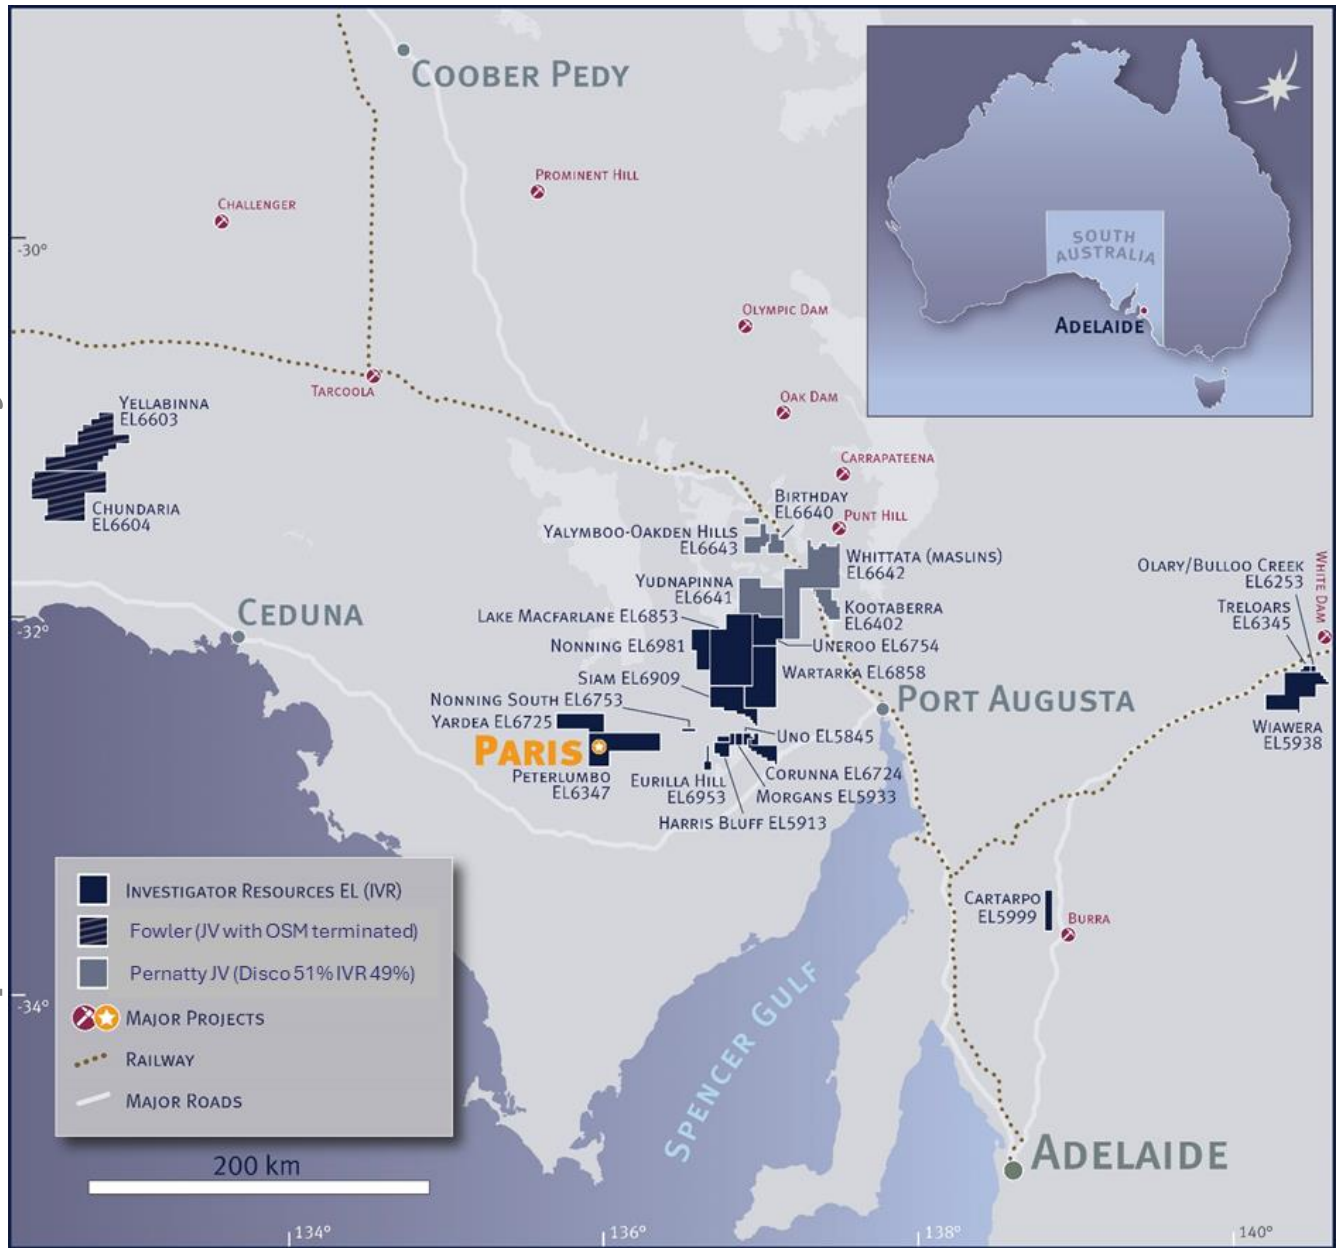 COOBER PEDY
PROMINENT HILL
CHALLENGER
-30°
SOUTH
AUSTRALIA
ADELAIDE
OLYMPIC DAM
TARCOOLA
OAK DAM
YELLABINNA
EL6603
CARRAPATEENA
CHUNDARIA
EL6604
BIRTHDAY
EL6640
PUNT HILL
YALYMBOO-OAKDEN HILLS
EL6643
WHITTATA (MASLINS)
EL6642
OLARY/BULLOO CREEK
EL6253
WHITE DAM
YUDNAPINNA
EL6641
KOOTABERRA
EL6402
TRELOARS
EL6345
CEDUNA
-32°
LAKE MACFARLANE EL6853
NONNING EL6981
UNEROO EL6754
SIAM EL6909
WARTARKA EL6858
NONNING SOUTH EL6753
PORT AUGUSTA
YARDEA EL6725
WIAWERA
EL5938
UNO EL5845
PARIS
PETERLUMBO
EL6347
EURILLA HILL
EL6953
CORUNNA EL6724
MORGANS EL5933
HARRIS BLUFF EL5913
INVESTIGATOR RESOURCES EL (IVR)
Fowler (JV with OSM terminated)
Pernatty JV (Disco 51% IVR 49%)
MAJOR PROJECTS
RAILWAY
MAJOR ROADS
CARTARPO
EL5999
BURRA
-34°
SPENCER GULF
200 km
ADELAIDE
134°
136°
138°
140°